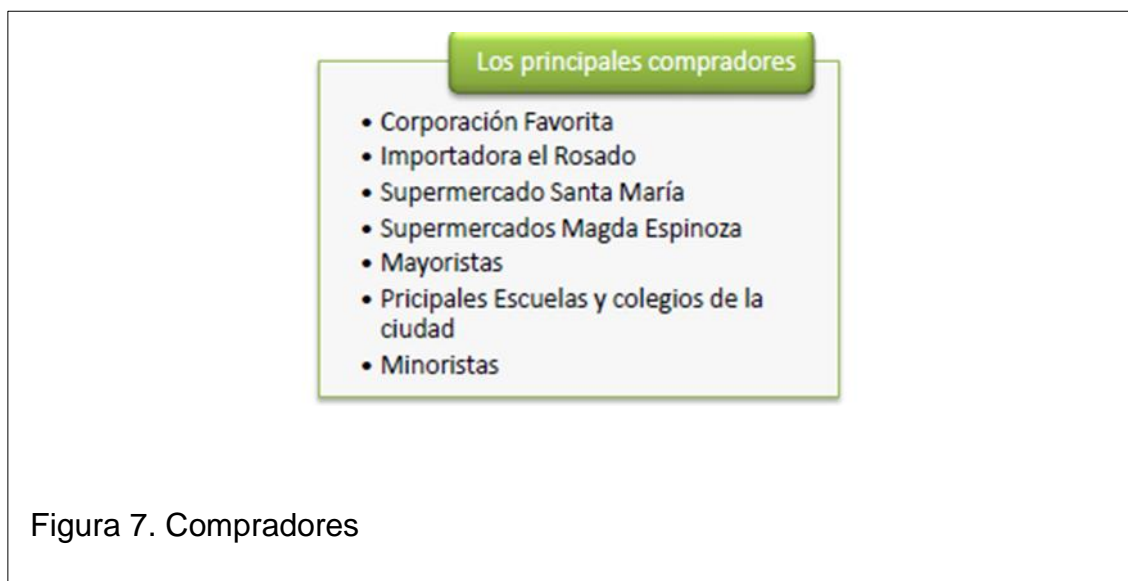 Los principales compradores
• Corporación Favorita
• Importadora el Rosado
• Supermercado Santa María
• Supermercados Magda Espinoza
• Mayoristas
• Pricipales Escuelas y colegios de la
ciudad
• Minoristas
Figura 7. Compradores